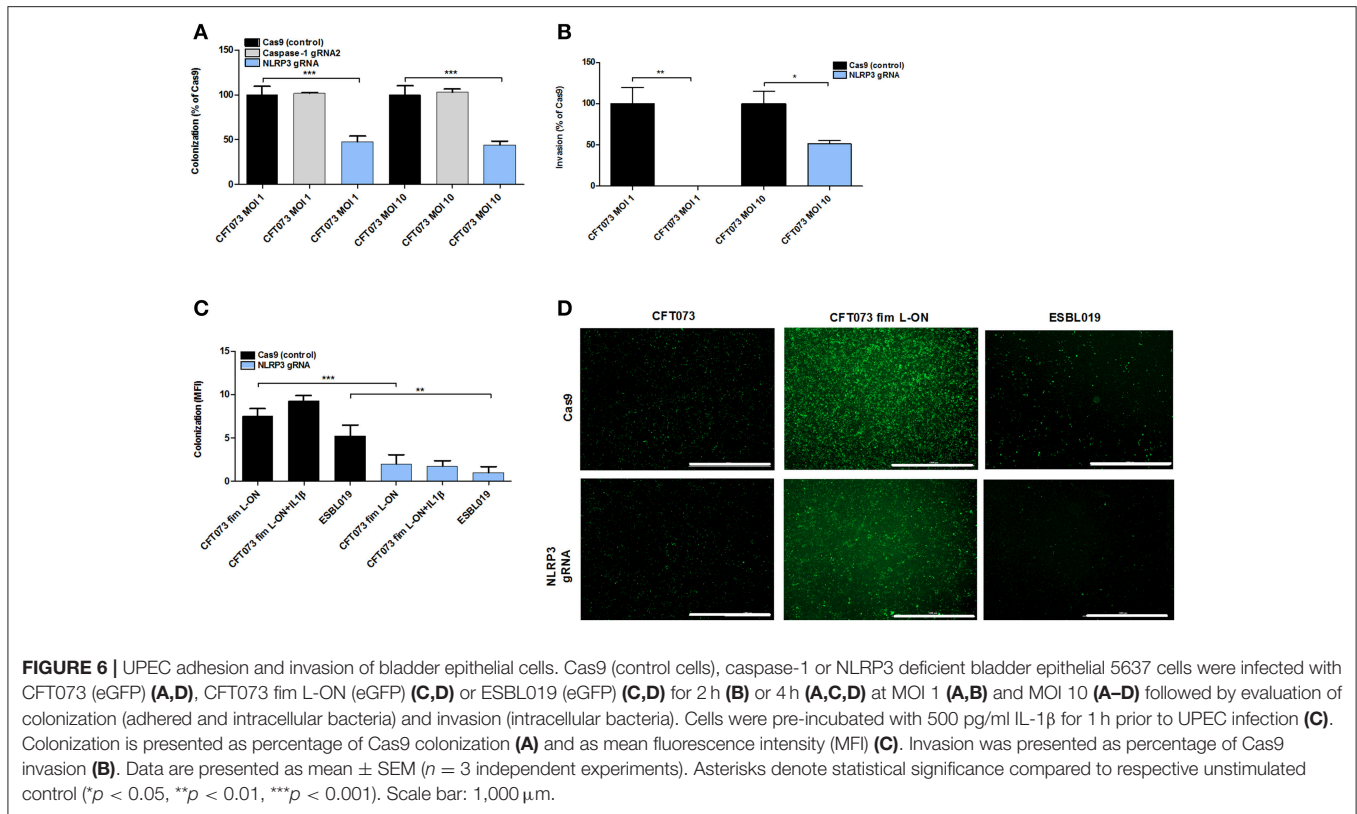 A
Cas9 (control)
Caspase-1 gRNA2
NLRP3 gRNA
Colonization (% of Cas9)
150
100
50
0
***
***
CFT073 MOI 1
CFT073 MOI 1
CFT073 MOI 1
CFT073 MOI 10
CFT073 MOI 10
CFT073 MOI 10
B
Cas9 (control)
NLRP3 gRNA
Invasion (% of Cas9)
150
100
50
0
**
*
CFT073 MOI 1
CFT073 MOI 1
CFT073 MOI 10
CFT073 MOI 10
C
Cas9 (control)
NLRP3 gRNA
Colonization (MFI)
15
10
5
0
***
**
CFT073 fim L-ON
CFT073 fim L-ON+IL1β
ESBL019
CFT073 fim L-ON
CFT073 fim L-ON+IL1β
ESBL019
D
CFT073
CFT073 fim L-ON
ESBL019
Cas9
NLRP3
gRNA
FIGURE 6 | UPEC adhesion and invasion of bladder epithelial cells. Cas9 (control cells), caspase-1 or NLRP3 deficient bladder epithelial 5637 cells were infected with
CFT073 (eGFP) (A,D), CFT073 fim L-ON (eGFP) (C,D) or ESBL019 (eGFP) (C,D) for 2 h (B) or 4 h (A,C,D) at MOI 1 (A,B) and MOI 10 (A–D) followed by evaluation of
colonization (adhered and intracellular bacteria) and invasion (intracellular bacteria). Cells were pre-incubated with 500 pg/ml IL-1β for 1 h prior to UPEC infection (C).
Colonization is presented as percentage of Cas9 colonization (A) and as mean fluorescence intensity (MFI) (C). Invasion was presented as percentage of Cas9
invasion (B). Data are presented as mean ± SEM (n = 3 independent experiments). Asterisks denote statistical significance compared to respective unstimulated
control (*p < 0.05, **p < 0.01, ***p < 0.001). Scale bar: 1,000 μm.